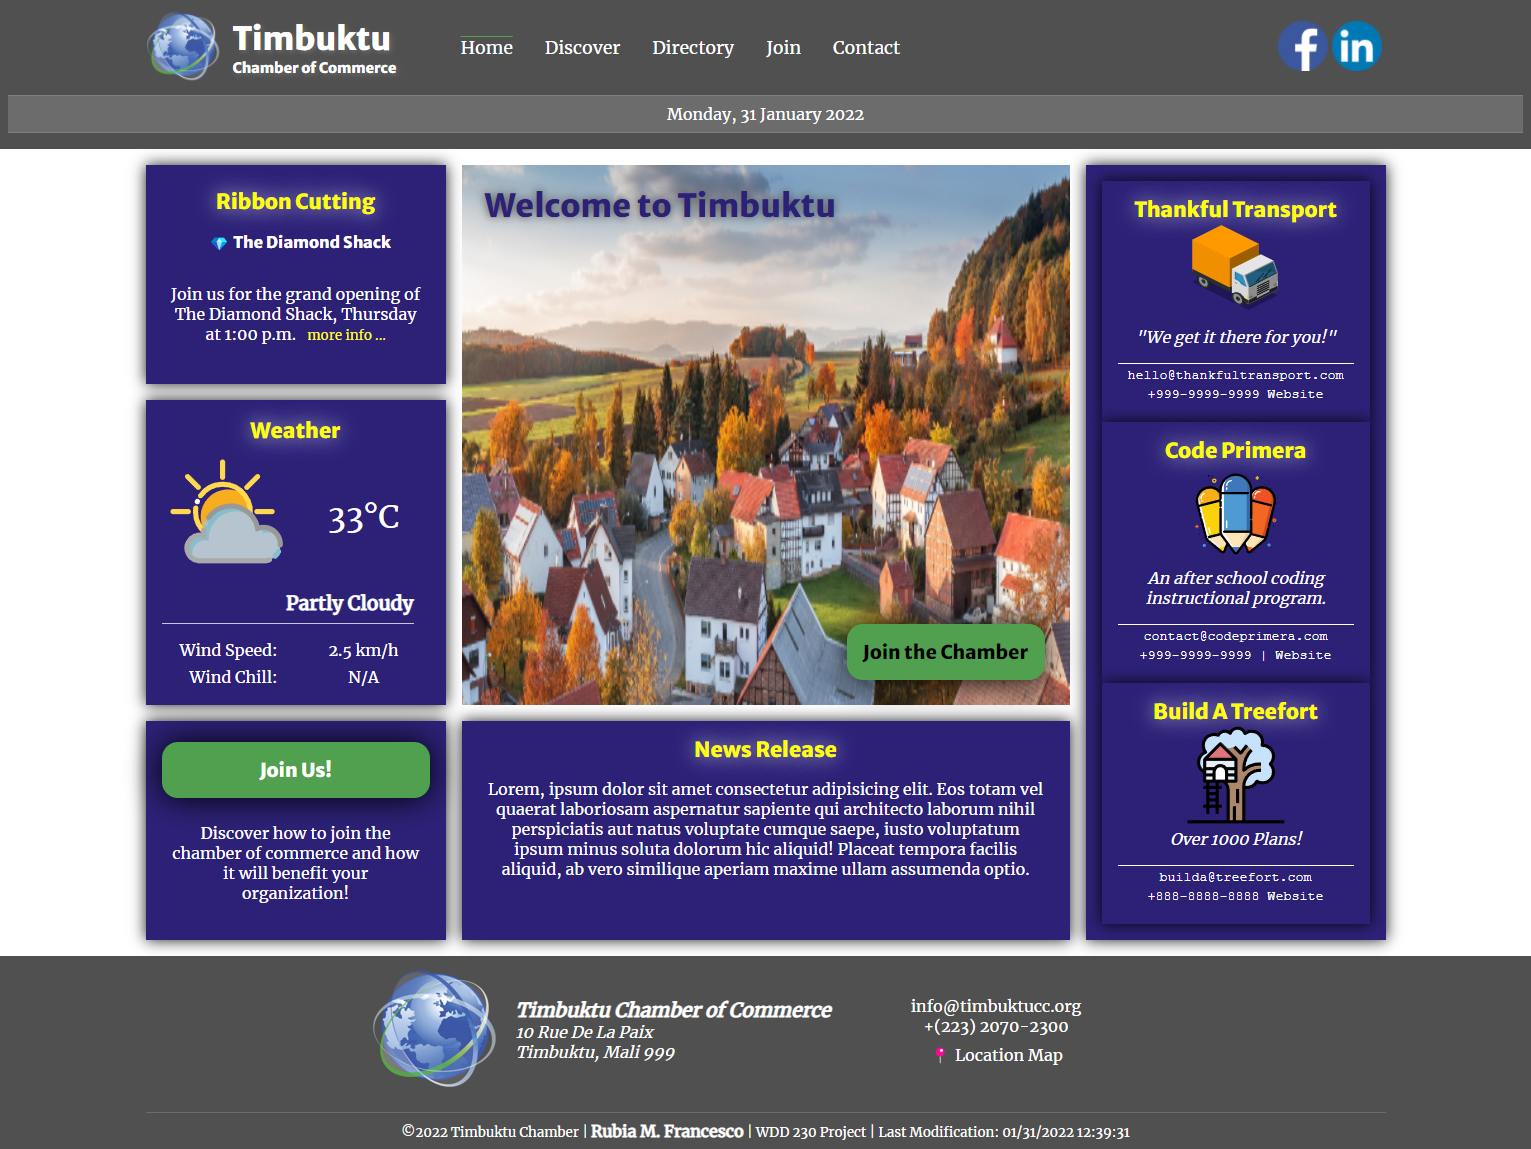 Timbuktu
Chamber of Commerce
Home
Discover
Directory
Join
Contact
f
in
Monday, 31 January 2022
Ribbon Cutting
The Diamond Shack
Join us for the grand opening of
The Diamond Shack, Thursday
at 1:00 p.m. more info ...
Weather
33°C
Partly Cloudy
Wind Speed: 2.5 km/h
Wind Chill: N/A
Join Us!
Discover how to join the
chamber of commerce and how
it will benefit your
organization!
Welcome to Timbuktu
Join the Chamber
News Release
Lorem, ipsum dolor sit amet consectetur adipisicing elit. Eos totam vel
quaerat laboriosam aspernatur sapiente qui architecto laborum nihil
perspiciatis aut natus voluptate cumque saepe, iusto voluptatum
ipsum minus soluta dolorum hic aliquid! Placeat tempora facilis
aliquid, ab vero similique aperiam maxime ullam assumenda optio.
Thankful Transport
"We get it there for you!"
hello@thankfultransport.com
+999-9999-9999 Website
Code Primera
An after school coding
instructional program.
contact@codeprimera.com
+999-9999-9999 | Website
Build A Treefort
Over 1000 Plans!
builda@treefort.com
+888-8888-8888 Website
Timbuktu Chamber of Commerce
10 Rue De La Paix
Timbuktu, Mali 999
info@timbuktucc.org
+(223) 2070-2300
Location Map
©2022 Timbuktu Chamber | Rubia M. Francesco | WDD 230 Project | Last Modification: 01/31/2022 12:39:31